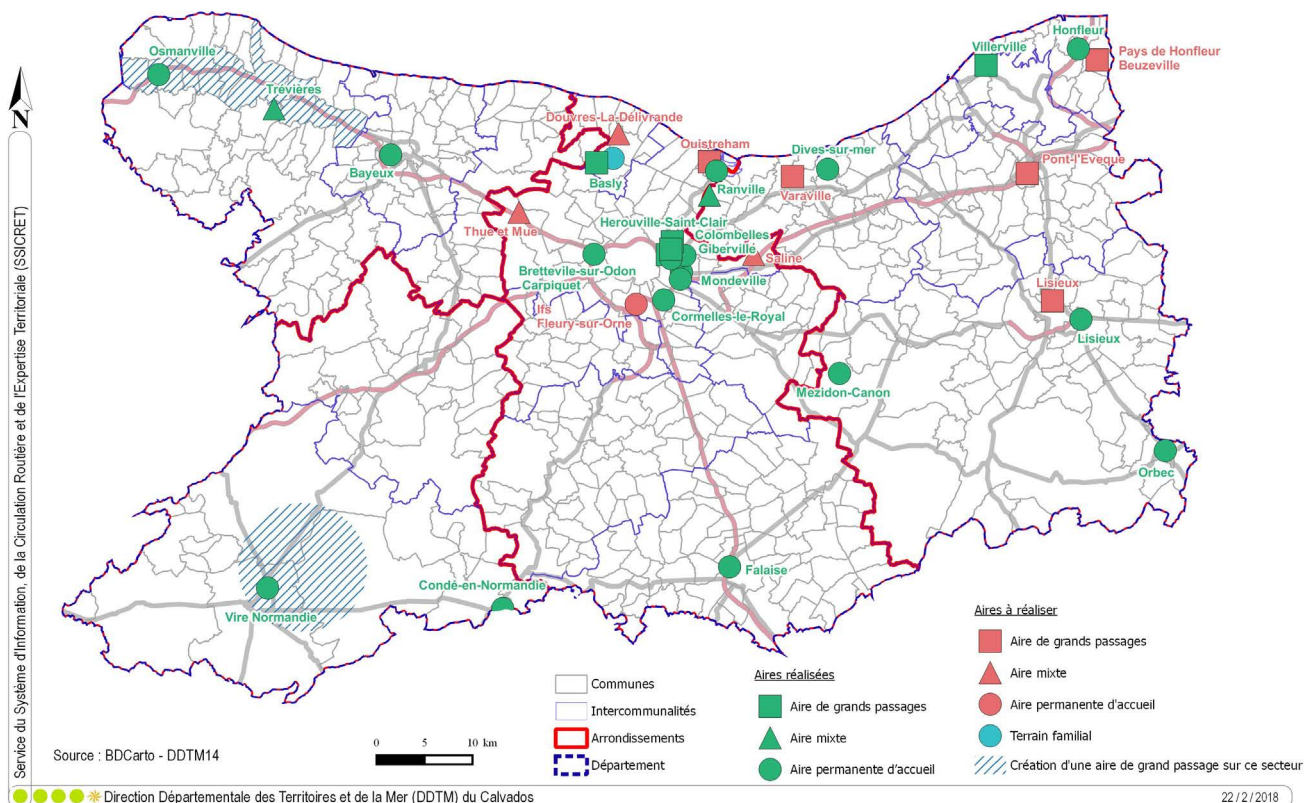 Osmanville
Trévières
Bayeux
Douvres-La-Délivrande
Basly
Ouistreham
Ranville
Villerville
Honfleur
Pays de Honfleur
Beuzeville
Dives-sur-mer
Varaville
Pont-l'Eveque
Thue et Mue
Herouville-Saint-Clair
Colombelles
Giberville
Saline
Brettevile-sur-Odon
Carpiquet
Mondeville
Ifs
Fleury-sur-Orne
Cormelles-le-Royal
Lisieux
Lisieux
Mezidon-Canon
Orbec
Falaise
Condé-en-Normandie
Vire Normandie
N
Service du Système d'Information, de la Circulation Routière et de l'Expertise Territoriale (SSICRET)
Source : BDCarto - DDTM14
0 5 10 km
Communes
Intercommunalités
Arrondissements
Département
Aires réalisées
Aire de grands passages
Aire mixte
Aire permanente d'accueil
Aires à réaliser
Aire de grands passages
Aire mixte
Aire permanente d'accueil
Terrain familial
Création d'une aire de grand passage sur ce secteur
Direction Départementale des Territoires et de la Mer (DDTM) du Calvados
22/2/2018